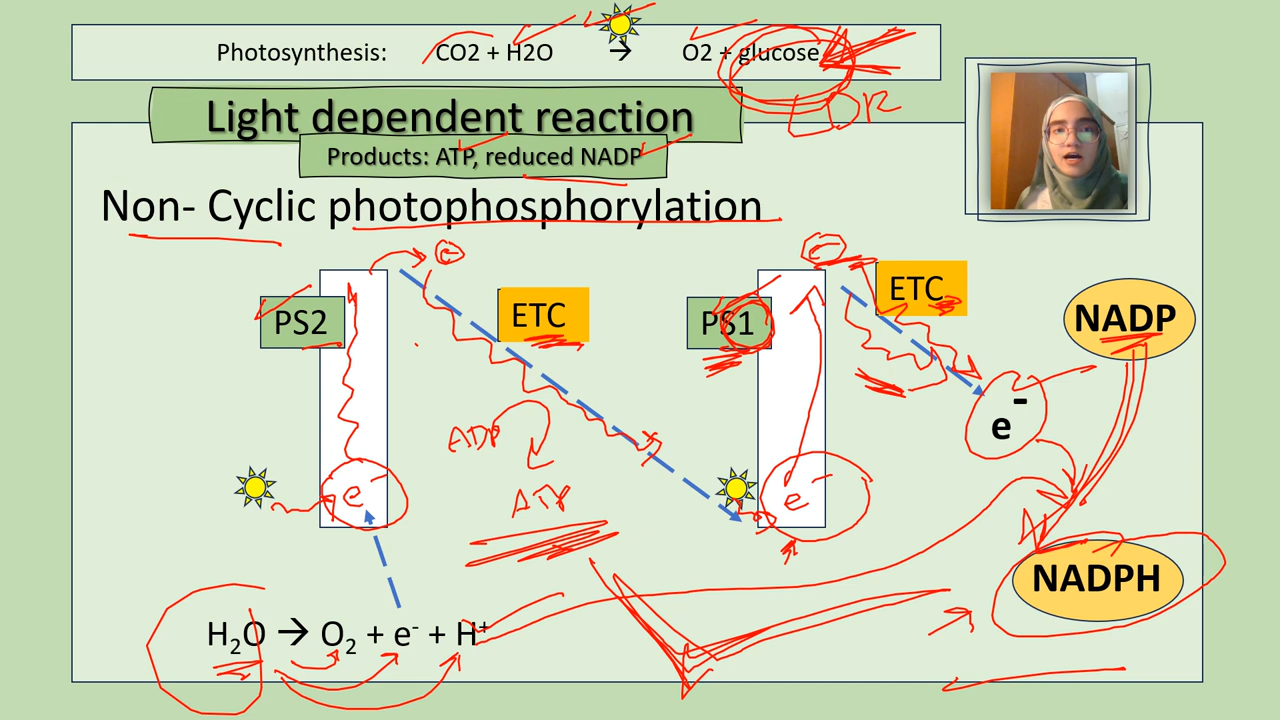 Photosynthesis: CO2 + H2O → O2 + glucose
LDR
Light dependent reaction
Products: ATP, reduced NADP
Non- Cyclic photophosphorylation
e⁻
e⁻
PS2
ETC
PS1
ETC
NADP
ADP
e⁻
e⁻
ATP
e⁻
NADPH
H₂O → O₂ + e⁻ + H⁺